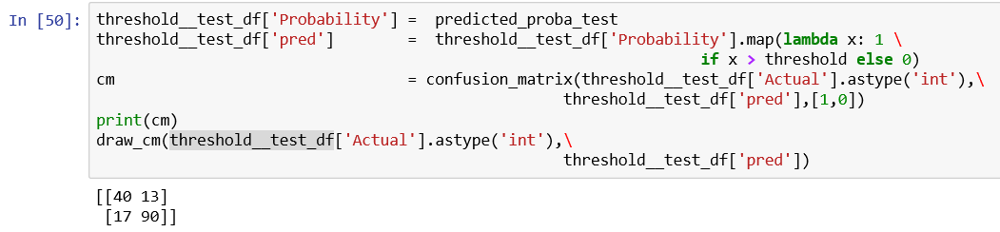 In [50]: threshold__test_df['Probability'] =  predicted_proba_test
threshold__test_df['pred']        =  threshold__test_df['Probability'].map(lambda x: 1 \
if x > threshold else 0)
cm                                = confusion_matrix(threshold__test_df['Actual'].astype('int'),\
threshold__test_df['pred'],[1,0])
print(cm)
draw_cm(threshold__test_df['Actual'].astype('int'),\
threshold__test_df['pred'])
[[40 13]
 [17 90]]